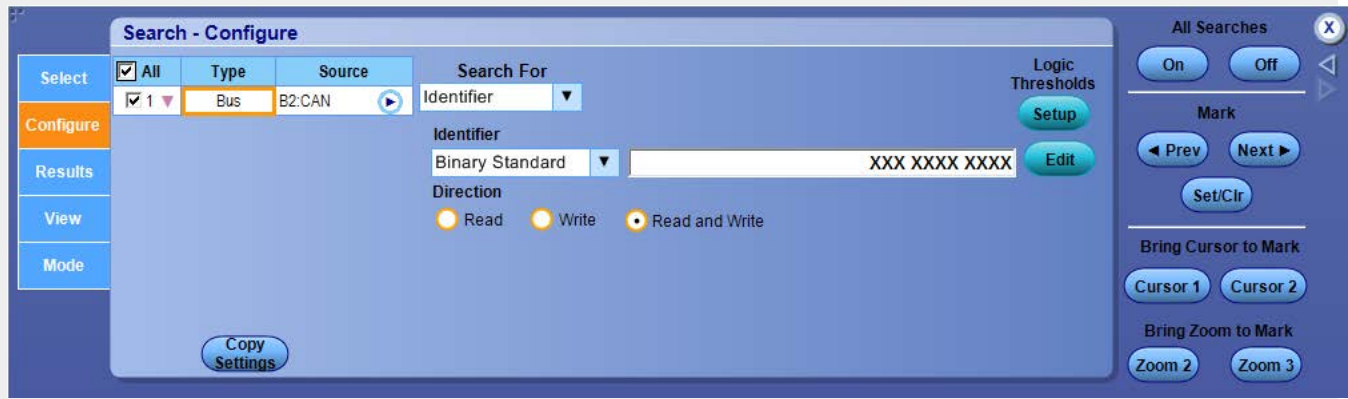 Search - Configure
Select
Configure
Results
View
Mode
All Type Source
1 Bus B2:CAN
Search For
Identifier
Identifier
Binary Standard XXX XXXX XXXX
Direction
Read Write Read and Write
Copy
Settings
Logic
Thresholds
Setup
Edit
All Searches
On Off
Mark
Prev Next
Set/Clr
Bring Cursor to Mark
Cursor 1 Cursor 2
Bring Zoom to Mark
Zoom 2 Zoom 3
X